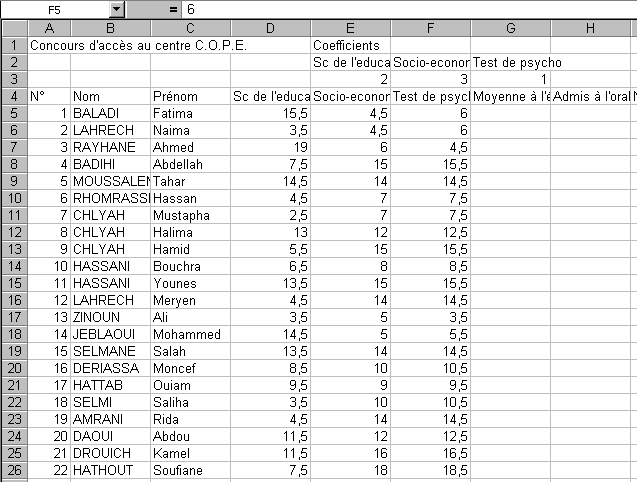 F5 = 6
A B C D E F G H
1 Concours d'accès au centre C.O.P.E. Coefficients
2 Sc de l'educa Socio-econor Test de psycho
3 2 3 1
4 N° Nom Prénom Sc de l'educa Socio-econor Test de psycl Moyenne à l'é Admis à l'oral
5 1 BALADI Fatima 15,5 4,5 6
6 2 LAHRECH Naima 3,5 4,5 6
7 3 RAYHANE Ahmed 19 6 4,5
8 4 BADIHI Abdellah 7,5 15 15,5
9 5 MOUSSALEN Tahar 14,5 14 14,5
10 6 RHOMRASSI Hassan 4,5 7 7,5
11 7 CHLYAH Mustapha 2,5 7 7,5
12 8 CHLYAH Halima 13 12 12,5
13 9 CHLYAH Hamid 5,5 15 15,5
14 10 HASSANI Bouchra 6,5 8 8,5
15 11 HASSANI Younes 13,5 15 15,5
16 12 LAHRECH Meryen 4,5 14 14,5
17 13 ZINOUN Ali 3,5 5 3,5
18 14 JEBLAOUI Mohammed 14,5 5 5,5
19 15 SELMANE Salah 13,5 14 14,5
20 16 DERIASSA Moncef 8,5 10 10,5
21 17 HATTAB Ouiam 9,5 9 9,5
22 18 SELMI Saliha 3,5 10 10,5
23 19 AMRANI Rida 4,5 14 14,5
24 20 DAOUI Abdou 11,5 12 12,5
25 21 DROUICH Kamel 11,5 16 16,5
26 22 HATHOUT Soufiane 7,5 18 18,5